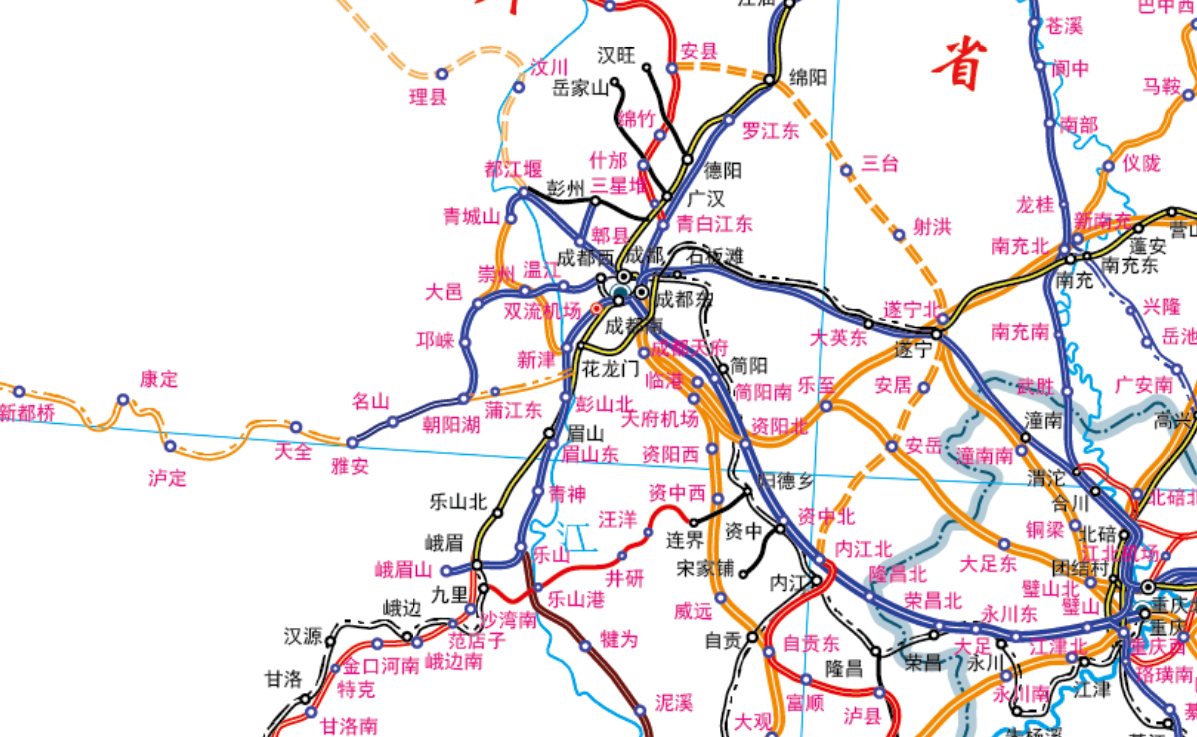 巴中西
苍溪
汉旺
安县
省
汶川
阆中
理县
岳家山
绵阳
马鞍
绵竹
罗江东
南部
什邡
三台
仪陇
都江堰
德阳
彭州
三星堆
广汉
龙桂
青城山
青白江东
新南充
射洪
郫县
南充北
蓬安
营山
成都西
成都
石板滩
南充东
崇州
温江
南充
大邑
成都东
双流机场
遂宁北
兴隆
成都南
大英东
南充南
邛崃
遂宁
岳池
新津
成都天府
花龙门
简阳
康定
临港
乐至
安居
武胜
广安南
新都桥
名山
蒲江东
彭山北
简阳南
朝阳湖
天府机场
潼南
高兴
眉山
资阳北
天全
眉山东
资阳西
安岳
潼南南
雅安
泸定
渭沱
归德乡
青神
资中西
合川
北碚北
乐山北
汪洋
资中
资中北
铜梁
江
连界
北碚
峨眉
乐山
内江北
大足东
江北机场
峨眉山
井研
宋家铺
内江
隆昌北
团结村
璧山北
九里
乐山港
威远
荣昌北
璧山
峨边
沙湾南
永川东
重庆
汉源
范店子
犍为
自贡
自贡东
大足
江津北
重庆西
金口河南
峨边南
隆昌
荣昌
永川
珞璜南
甘洛
特克
江津
永川南
泥溪
富顺
泸县
甘洛南
大观